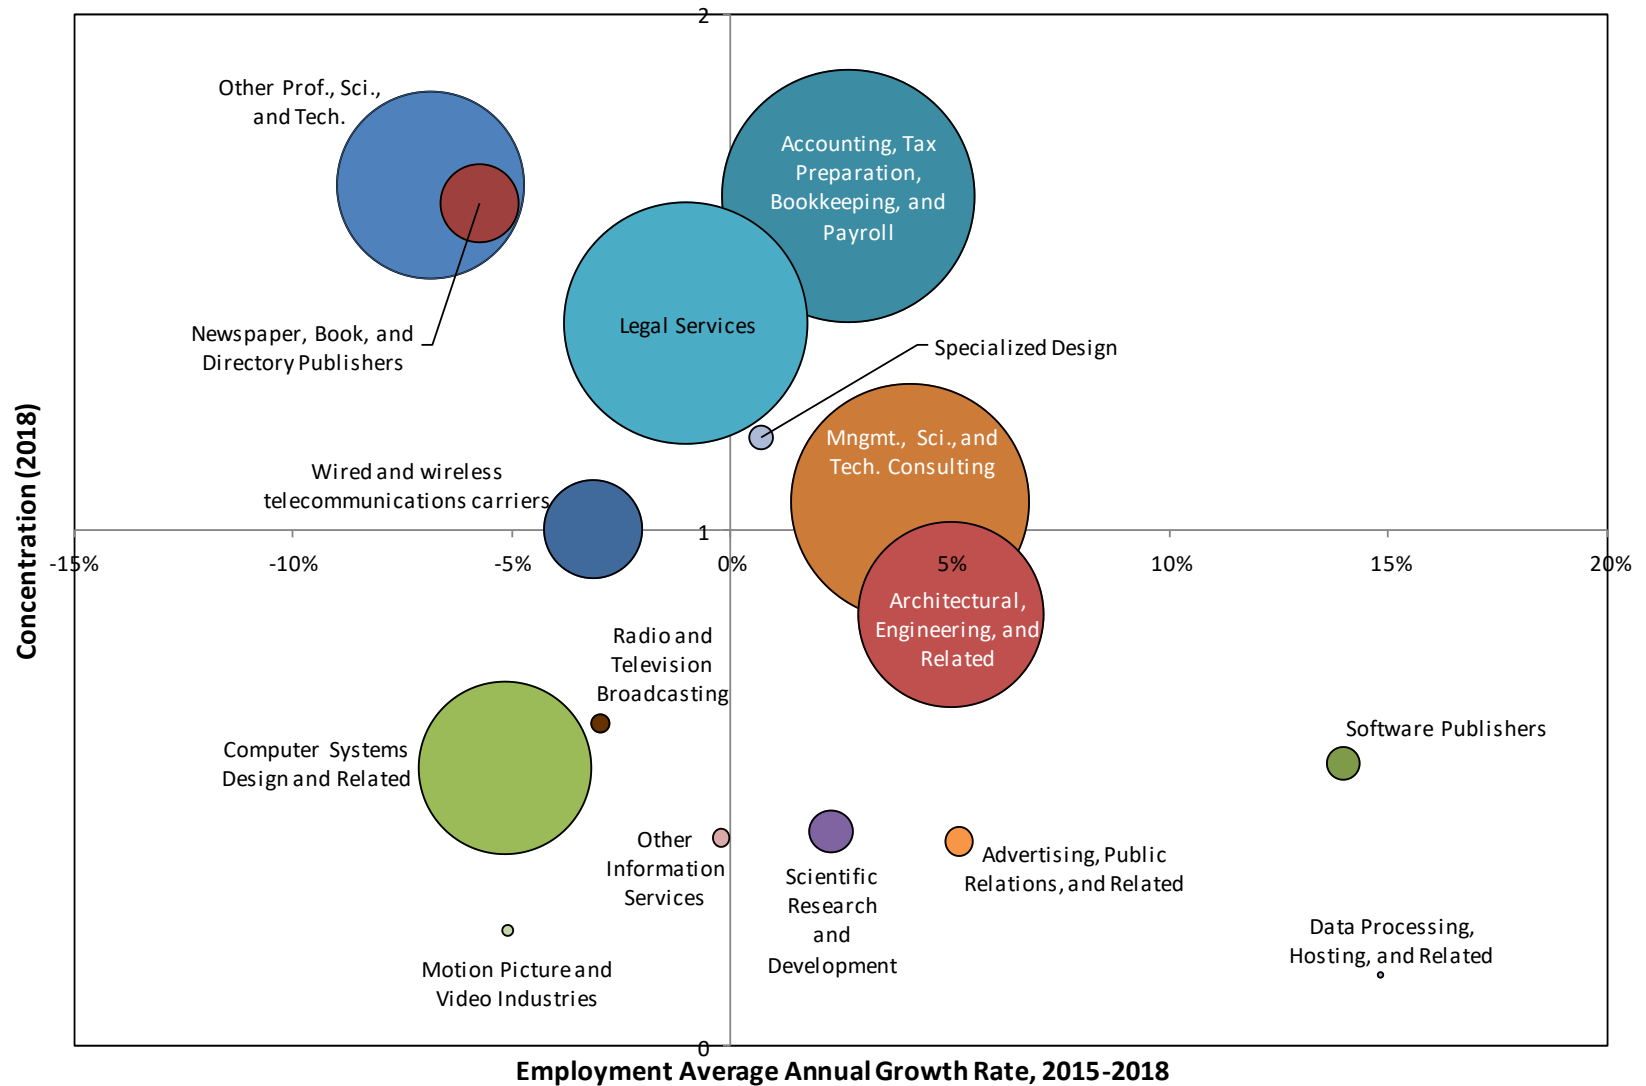 2
Other Prof., Sci.,
and Tech.
Accounting, Tax
Preparation,
Bookkeeping, and
Payroll
Legal Services
Newspaper, Book, and
Directory Publishers
Specialized Design
Mngmt., Sci., and
Tech. Consulting
Wired and wireless
telecommunications carriers
Concentration (2018)
1
-15% -10% -5% 0% 5% 10% 15% 20%
Architectural,
Engineering, and
Related
Radio and
Television
Broadcasting
Software Publishers
Computer Systems
Design and Related
Other
Information
Services
Scientific
Research
and
Development
Advertising, Public
Relations, and Related
Data Processing,
Hosting, and Related
Motion Picture and
Video Industries
0
Employment Average Annual Growth Rate, 2015-2018